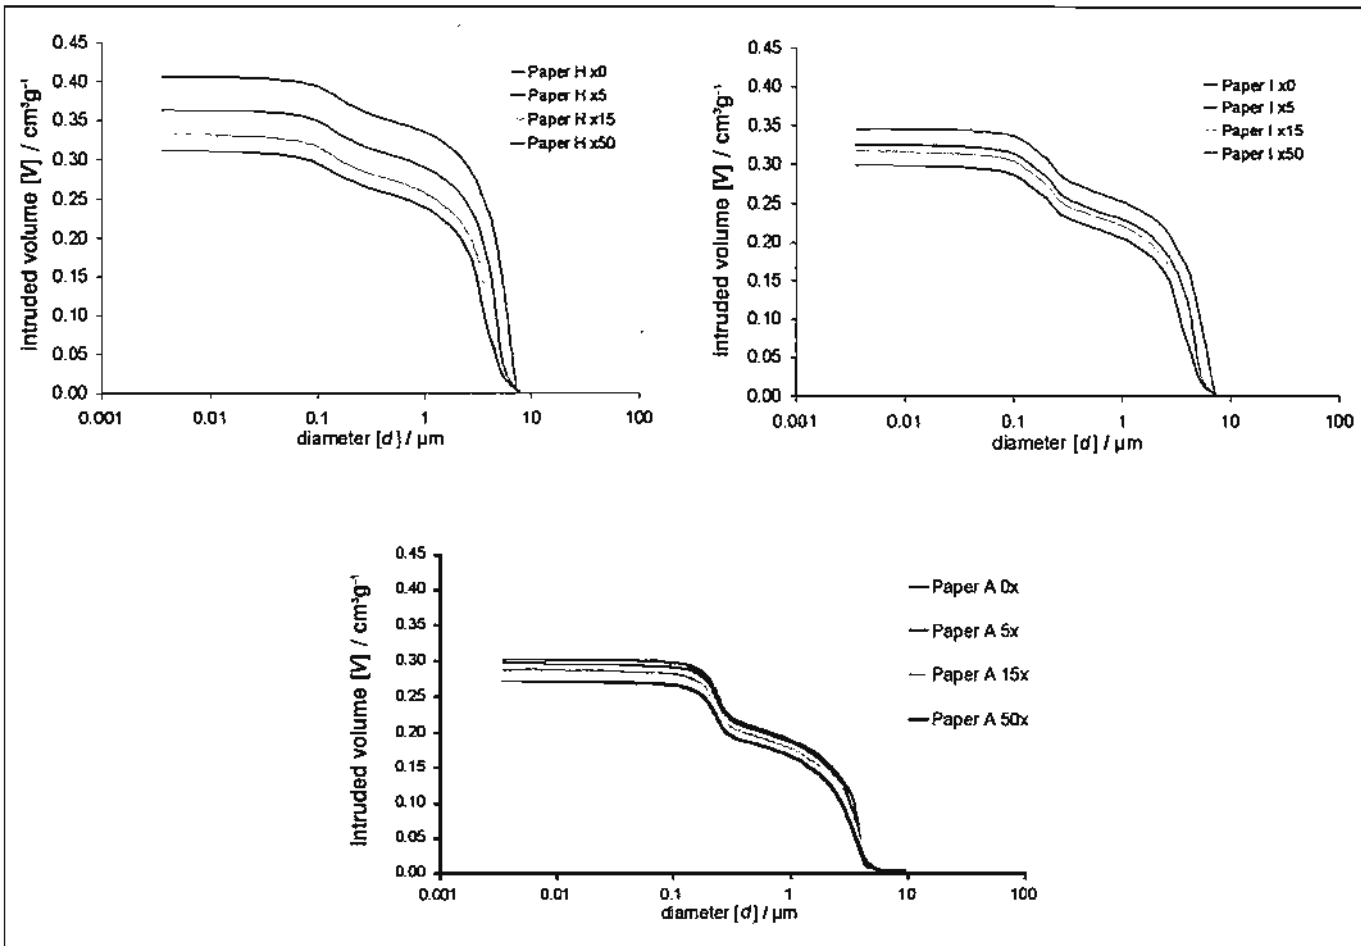 Intruded volume [V] / cm³g⁻¹
0.45
0.40
0.35
0.30
0.25
0.20
0.15
0.10
0.05
0.00
0.001
0.01
0.1
1
10
100
diameter [d] / µm
Paper H x0
Paper H x5
Paper H x15
Paper H x50
Intruded volume [V] / cm³g⁻¹
0.45
0.40
0.35
0.30
0.25
0.20
0.15
0.10
0.05
0.00
0.001
0.01
0.1
1
10
100
diameter [d] / µm
Paper I x0
Paper I x5
Paper I x15
Paper I x50
Intruded volume [V] / cm³g⁻¹
0.45
0.40
0.35
0.30
0.25
0.20
0.15
0.10
0.05
0.00
0.001
0.01
0.1
1
10
100
diameter [d] / µm
Paper A 0x
Paper A 5x
Paper A 15x
Paper A 50x